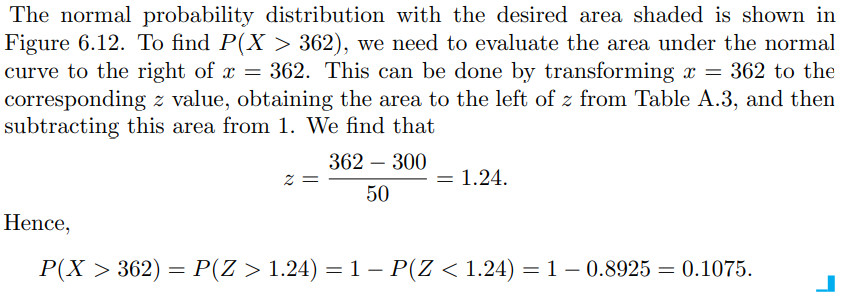 The normal probability distribution with the desired area shaded is shown in
Figure 6.12. To find P(X > 362), we need to evaluate the area under the normal
curve to the right of x = 362. This can be done by transforming x = 362 to the
corresponding z value, obtaining the area to the left of z from Table A.3, and then
subtracting this area from 1. We find that
z = (362 − 300)/50 = 1.24.
Hence,
P(X > 362) = P(Z > 1.24) = 1 − P(Z < 1.24) = 1 − 0.8925 = 0.1075.